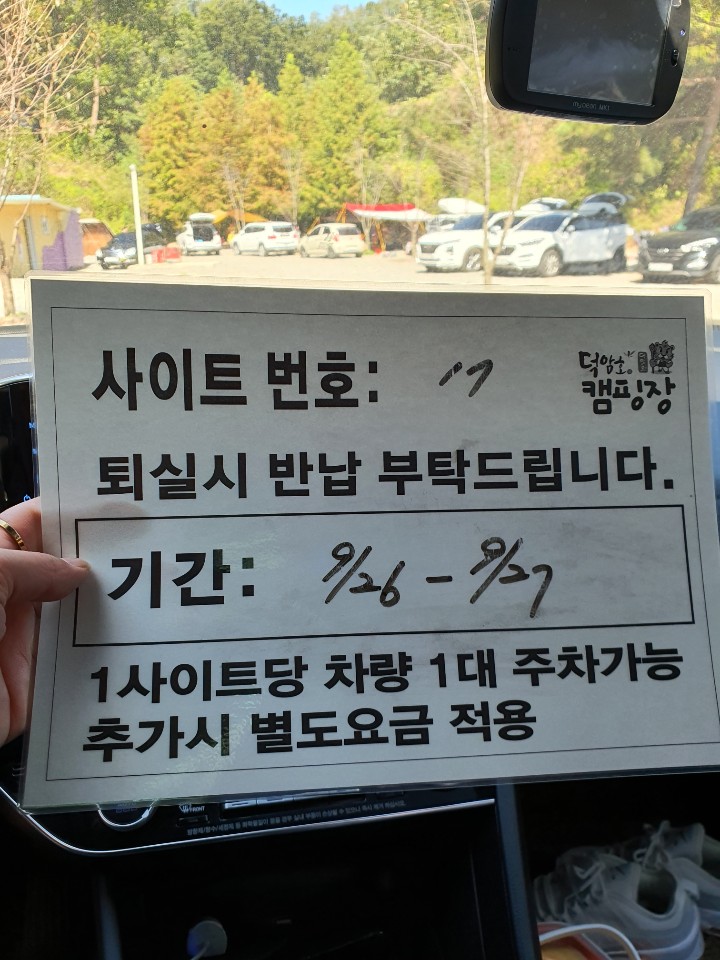 사이트 번호: 17
덕암호
캠핑장
퇴실시 반납 부탁드립니다.
기간: 9/26 - 9/27
1사이트당 차량 1대 주차가능
추가시 별도요금 적용
FRONT